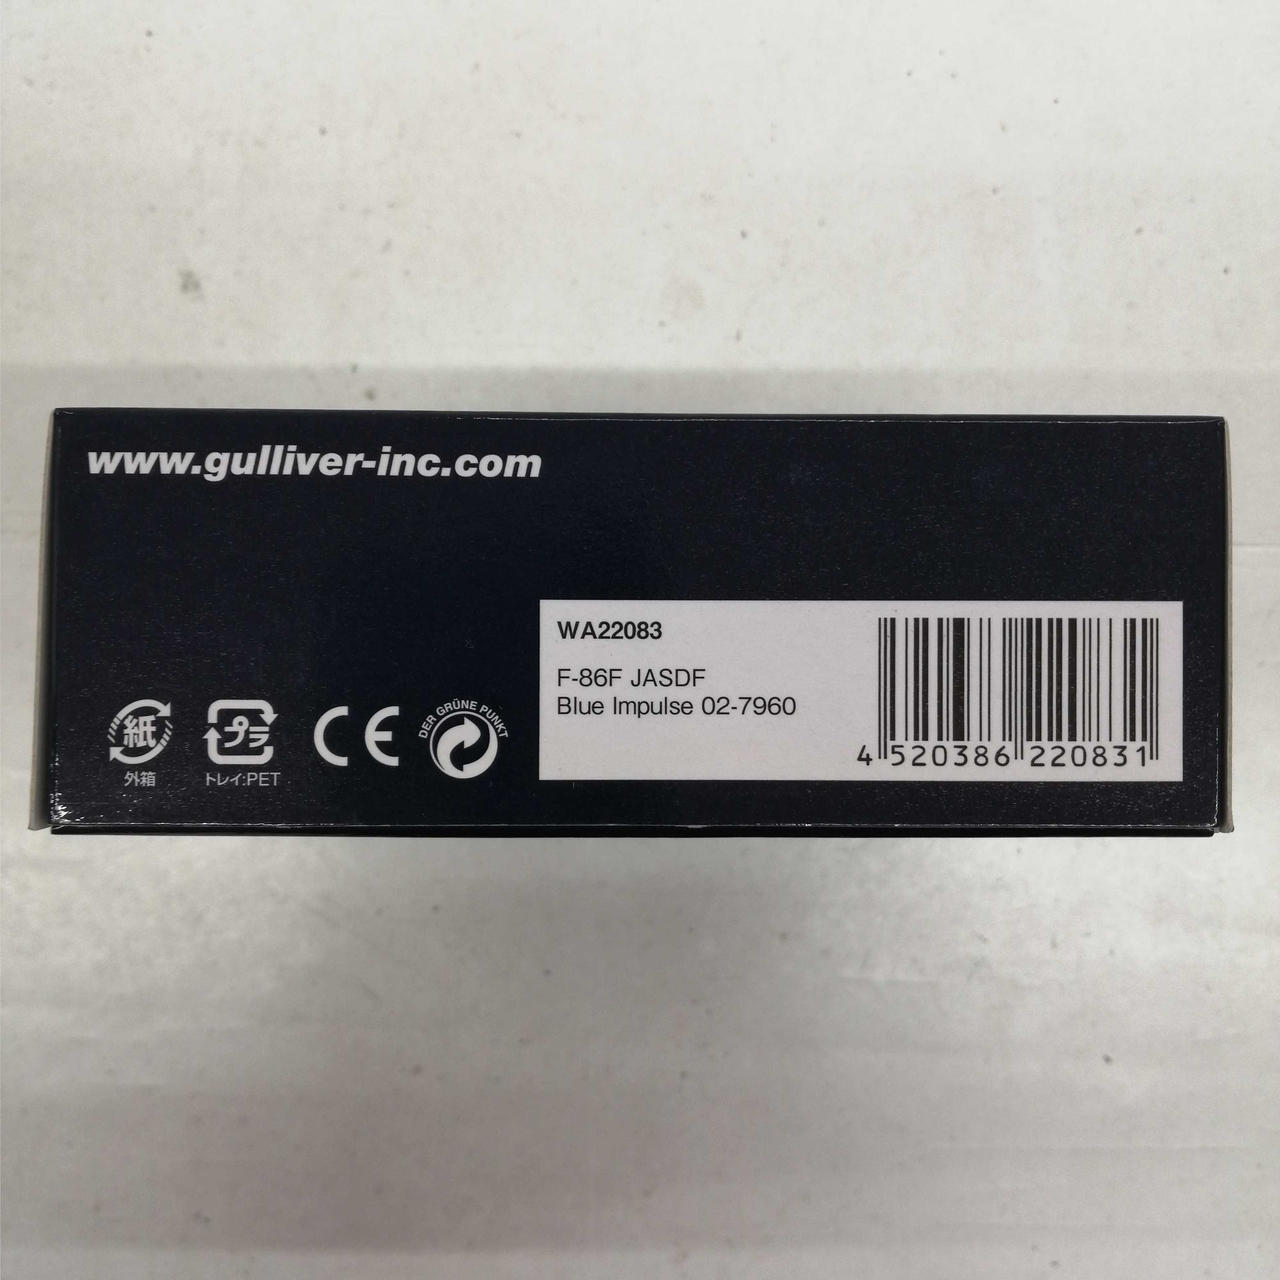 www.gulliver-inc.com
WA22083
F-86F JASDF
Blue Impulse 02-7960
4 520386 220831
紙
外箱
プラ
トレイ:PET
CE
DER GRÜNE PUNKT